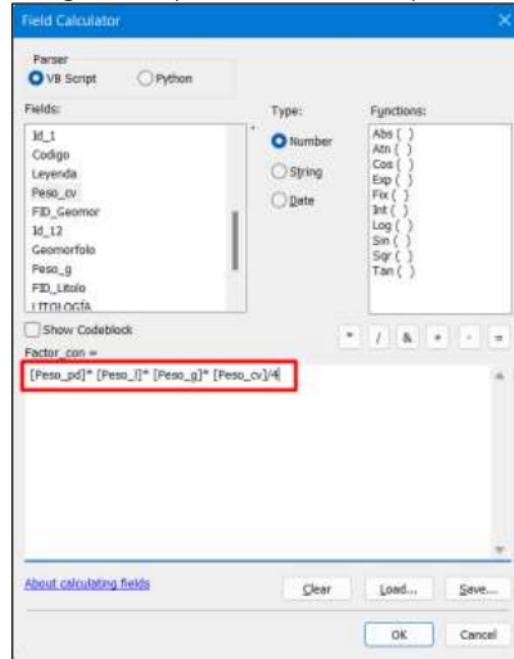 Field Calculator
Parser
VB Script Python
Fields: Type: Functions:
Id_1
Codigo
Leyenda
Peso_cv
FID_Geomor
Id_12
Geomorfolo
Peso_g
FID_Litolo
LITOLOGÍA
Number
String
Date
Abs ( )
Atn ( )
Cos ( )
Exp ( )
Fix ( )
Int ( )
Log ( )
Sin ( )
Sqr ( )
Tan ( )
Show Codeblock
* / & + - =
Factor_con =
[Peso_pd]* [Peso_l]* [Peso_g]* [Peso_cv]/4
About calculating fields Clear Load... Save...
OK Cancel